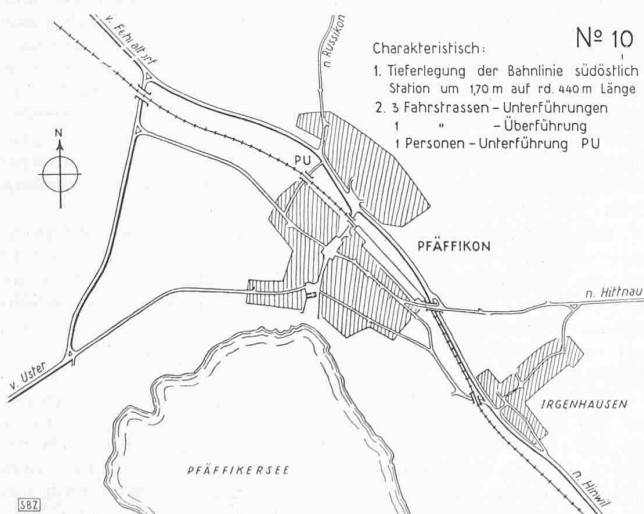 Nº 10
Charakteristisch:
1. Tieferlegung der Bahnlinie südöstlich
Station um 1,70 m auf rd. 440 m Länge
2. 3 Fahrstrassen - Unterführungen
1 " - Überführung
1 Personen - Unterführung PU
v. Fehraltorf
n. Russikon
N
PU
PFÄFFIKON
n. Hittnau
v. Uster
IRGENHAUSEN
PFÄFFIKERSEE
n. Hinwil
SBZ